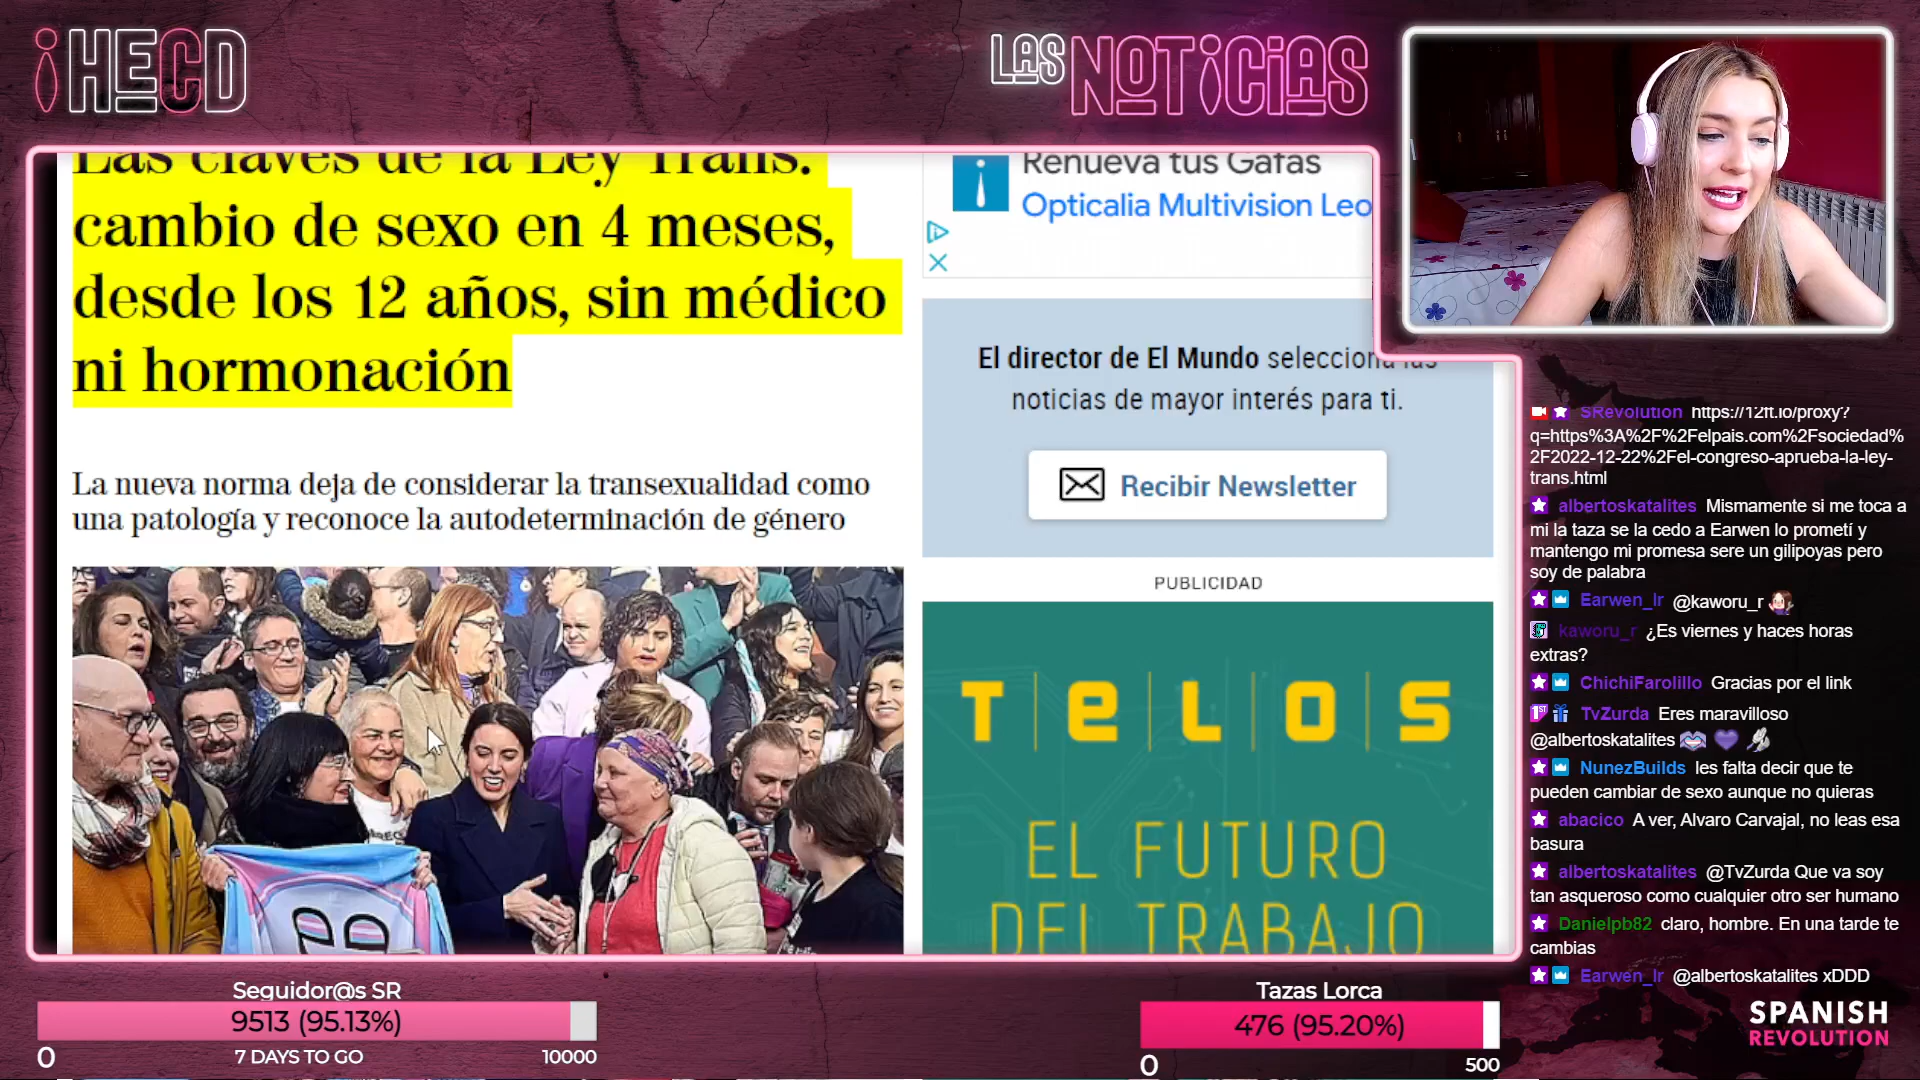 ¡HECD
LAS NOTICIAS
Las claves de la Ley Trans:
cambio de sexo en 4 meses,
desde los 12 años, sin médico
ni hormonación
La nueva norma deja de considerar la transexualidad como
una patología y reconoce la autodeterminación de género
Renueva tus Gafas
Opticalia Multivision Leo
El director de El Mundo selecciona las
noticias de mayor interés para ti.
Recibir Newsletter
PUBLICIDAD
TeLOS
EL FUTURO
DEL TRABAJO
SRevolution https://12ft.io/proxy?
q=https%3A%2F%2Felpais.com%2Fsociedad%
2F2022-12-22%2Fel-congreso-aprueba-la-ley-
trans.html
albertoskatalites Mismamente si me toca a
mi la taza se la cedo a Earwen lo prometí y
mantengo mi promesa sere un gilipoyas pero
soy de palabra
Earwen_lr @kaworu_r
kaworu_r ¿Es viernes y haces horas
extras?
ChichiFarolillo Gracias por el link
1ST TvZurda Eres maravilloso
@albertoskatalites
NunezBuilds les falta decir que te
pueden cambiar de sexo aunque no quieras
abacico A ver, Alvaro Carvajal, no leas esa
basura
albertoskatalites @TvZurda Que va soy
tan asqueroso como cualquier otro ser humano
Danielpb82 claro, hombre. En una tarde te
cambias
Earwen_lr @albertoskatalites xDDD
Seguidor@s SR
9513 (95.13%)
0 7 DAYS TO GO 10000
Tazas Lorca
476 (95.20%)
0 500
SPANISH
REVOLUTION